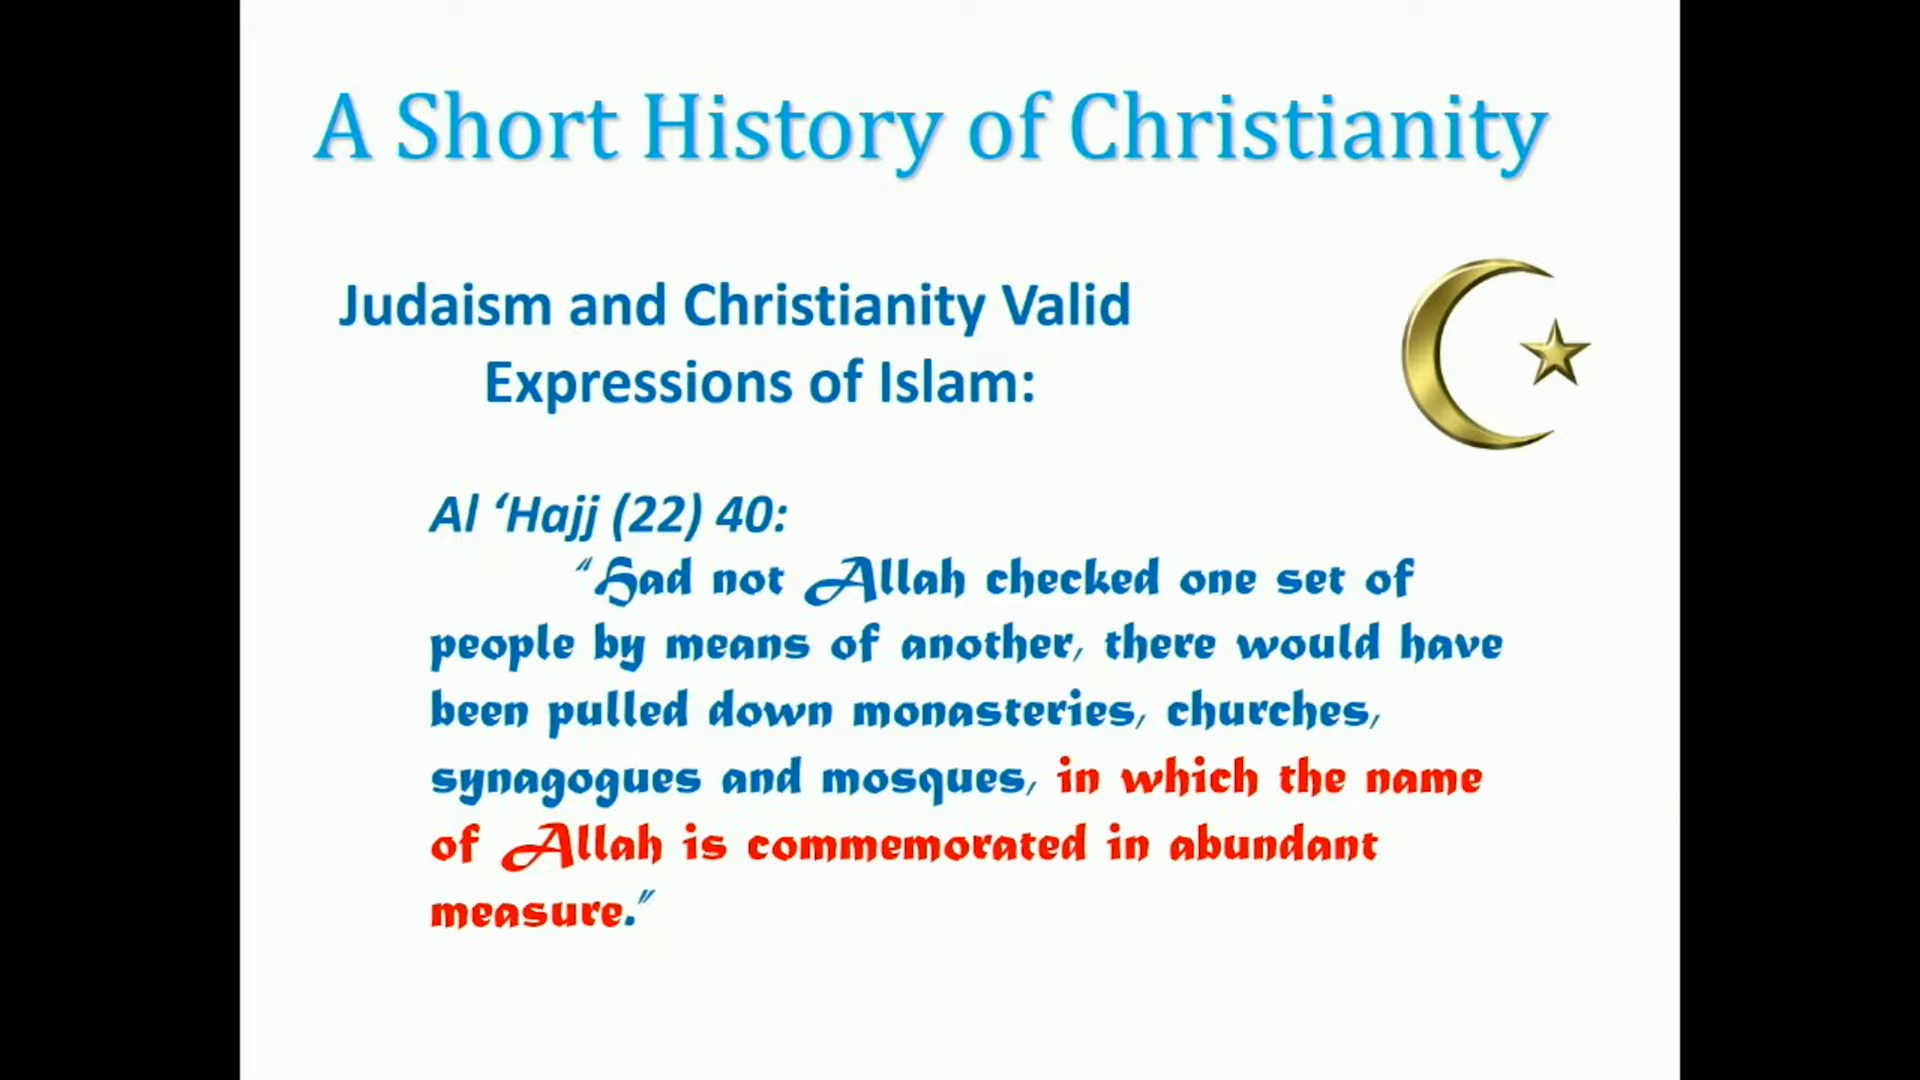 A Short History of Christianity
Judaism and Christianity Valid
Expressions of Islam:
Al ‘Hajj (22) 40:
“Had not Allah checked one set of
people by means of another, there would have
been pulled down monasteries, churches,
synagogues and mosques, in which the name
of Allah is commemorated in abundant
measure.”